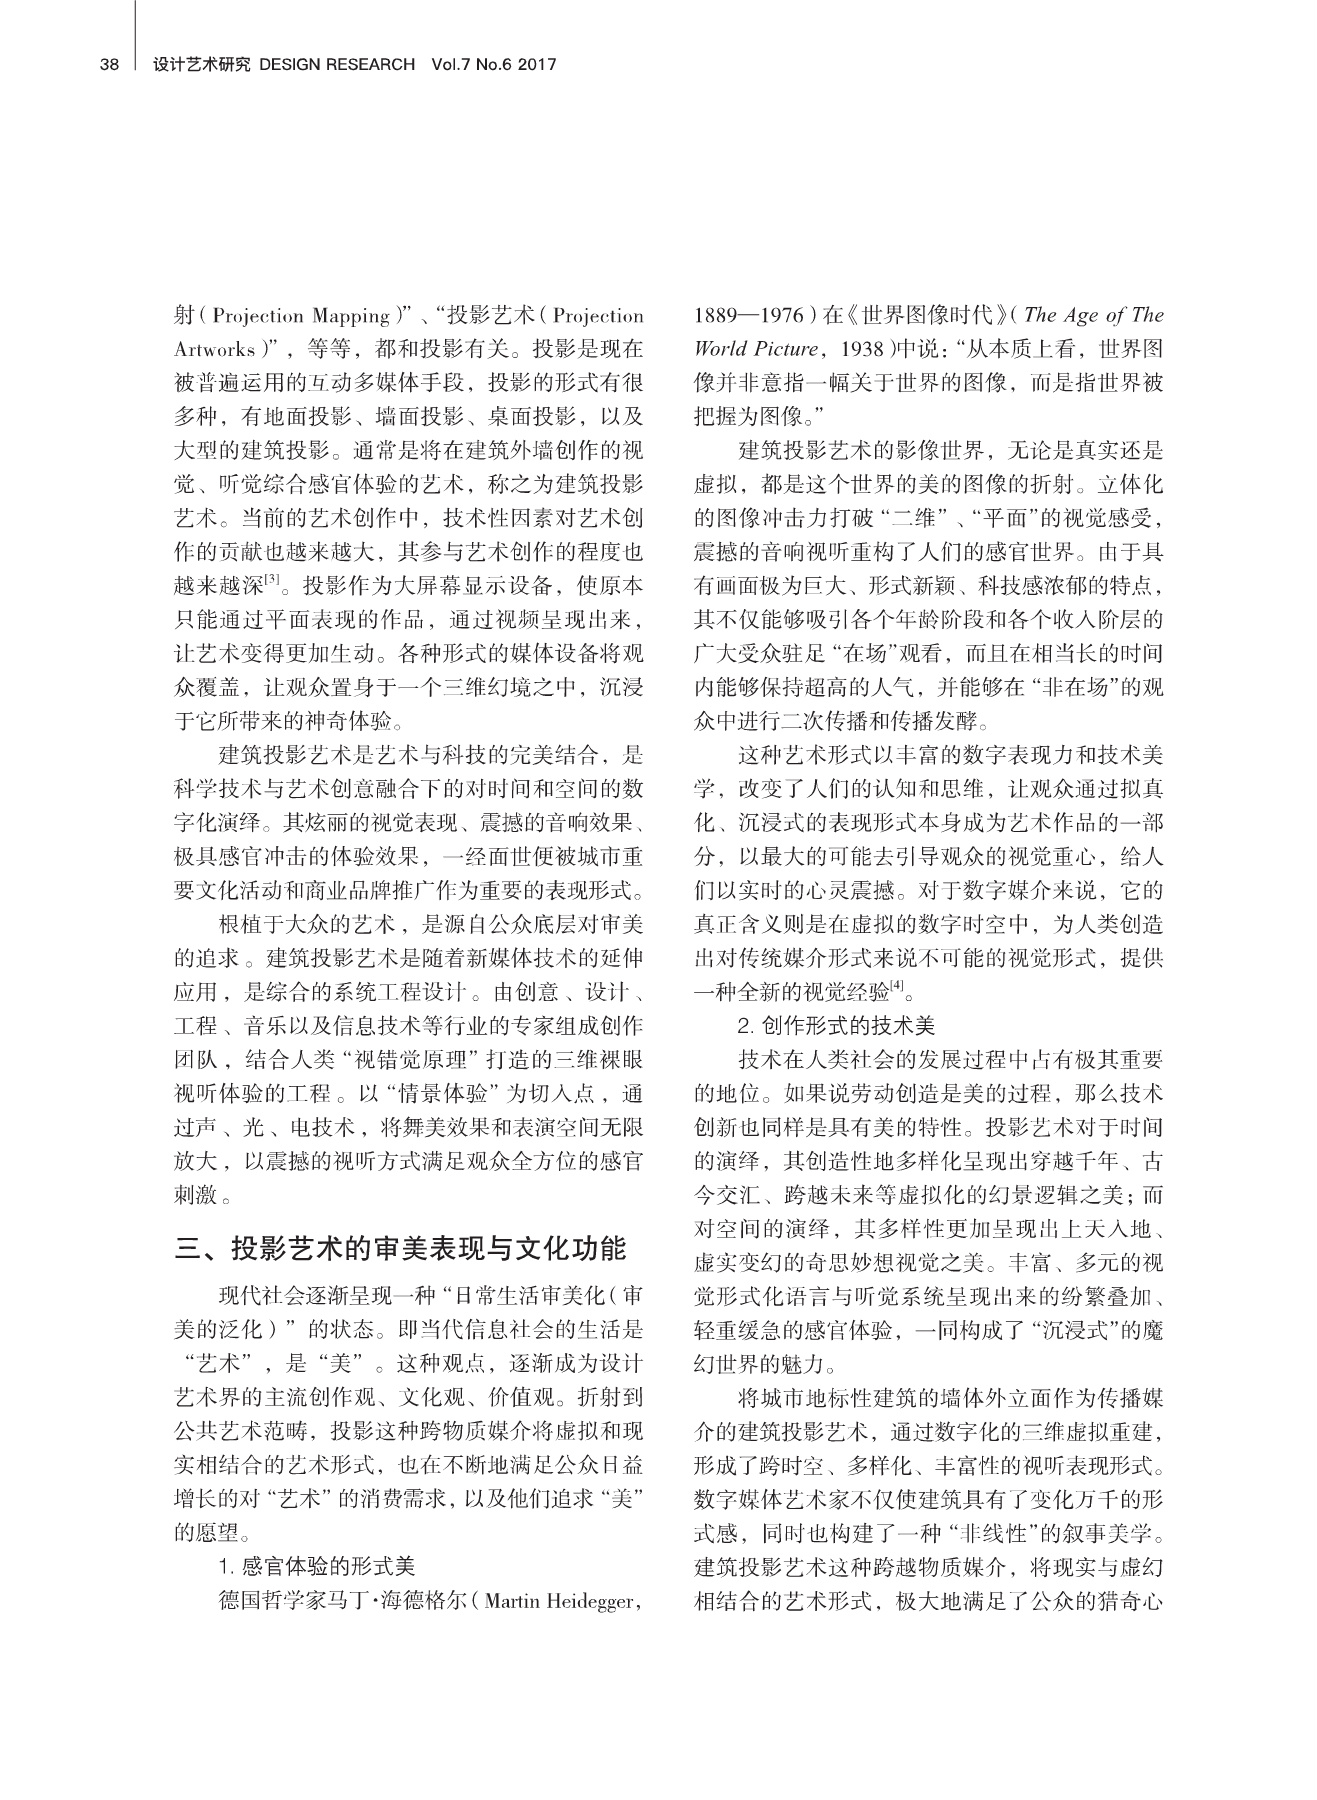 38 设计艺术研究 DESIGN RESEARCH Vol.7 No.6 2017
射（Projection Mapping）”、“投影艺术（Projection
Artworks）”，等等，都和投影有关。投影是现在
被普遍运用的互动多媒体手段，投影的形式有很
多种，有地面投影、墙面投影、桌面投影，以及
大型的建筑投影。通常是将在建筑外墙创作的视
觉、听觉综合感官体验的艺术，称之为建筑投影
艺术。当前的艺术创作中，技术性因素对艺术创
作的贡献也越来越大，其参与艺术创作的程度也
越来越深[3]。投影作为大屏幕显示设备，使原本
只能通过平面表现的作品，通过视频呈现出来，
让艺术变得更加生动。各种形式的媒体设备将观
众覆盖，让观众置身于一个三维幻境之中，沉浸
于它所带来的神奇体验。
建筑投影艺术是艺术与科技的完美结合，是
科学技术与艺术创意融合下的对时间和空间的数
字化演绎。其炫丽的视觉表现、震撼的音响效果、
极具感官冲击的体验效果，一经面世便被城市重
要文化活动和商业品牌推广作为重要的表现形式。
根植于大众的艺术，是源自公众底层对审美
的追求。建筑投影艺术是随着新媒体技术的延伸
应用，是综合的系统工程设计。由创意、设计、
工程、音乐以及信息技术等行业的专家组成创作
团队，结合人类“视错觉原理”打造的三维裸眼
视听体验的工程。以“情景体验”为切入点，通
过声、光、电技术，将舞美效果和表演空间无限
放大，以震撼的视听方式满足观众全方位的感官
刺激。
三、投影艺术的审美表现与文化功能
现代社会逐渐呈现一种“日常生活审美化（审
美的泛化）”的状态。即当代信息社会的生活是
“艺术”，是“美”。这种观点，逐渐成为设计
艺术界的主流创作观、文化观、价值观。折射到
公共艺术范畴，投影这种跨物质媒介将虚拟和现
实相结合的艺术形式，也在不断地满足公众日益
增长的对“艺术”的消费需求，以及他们追求“美”
的愿望。
1. 感官体验的形式美
德国哲学家马丁·海德格尔（Martin Heidegger，
1889—1976）在《世界图像时代》（The Age of The
World Picture，1938）中说：“从本质上看，世界图
像并非意指一幅关于世界的图像，而是指世界被
把握为图像。”
建筑投影艺术的影像世界，无论是真实还是
虚拟，都是这个世界的美的图像的折射。立体化
的图像冲击力打破“二维”、“平面”的视觉感受，
震撼的音响视听重构了人们的感官世界。由于具
有画面极为巨大、形式新颖、科技感浓郁的特点，
其不仅能够吸引各个年龄阶段和各个收入阶层的
广大受众驻足“在场”观看，而且在相当长的时间
内能够保持超高的人气，并能够在“非在场”的观
众中进行二次传播和传播发酵。
这种艺术形式以丰富的数字表现力和技术美
学，改变了人们的认知和思维，让观众通过拟真
化、沉浸式的表现形式本身成为艺术作品的一部
分，以最大的可能去引导观众的视觉重心，给人
们以实时的心灵震撼。对于数字媒介来说，它的
真正含义则是在虚拟的数字时空中，为人类创造
出对传统媒介形式来说不可能的视觉形式，提供
一种全新的视觉经验[4]。
2. 创作形式的技术美
技术在人类社会的发展过程中占有极其重要
的地位。如果说劳动创造是美的过程，那么技术
创新也同样是具有美的特性。投影艺术对于时间
的演绎，其创造性地多样化呈现出穿越千年、古
今交汇、跨越未来等虚拟化的幻景逻辑之美；而
对空间的演绎，其多样性更加呈现出上天入地、
虚实变幻的奇思妙想视觉之美。丰富、多元的视
觉形式化语言与听觉系统呈现出来的纷繁叠加、
轻重缓急的感官体验，一同构成了“沉浸式”的魔
幻世界的魅力。
将城市地标性建筑的墙体外立面作为传播媒
介的建筑投影艺术，通过数字化的三维虚拟重建，
形成了跨时空、多样化、丰富性的视听表现形式。
数字媒体艺术家不仅使建筑具有了变化万千的形
式感，同时也构建了一种“非线性”的叙事美学。
建筑投影艺术这种跨越物质媒介，将现实与虚幻
相结合的艺术形式，极大地满足了公众的猎奇心